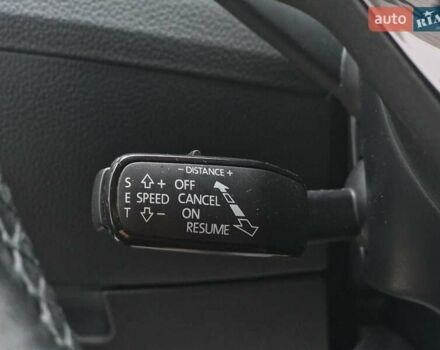 auto RIA
- DISTANCE +
S + OFF
E SPEED CANCEL
T - ON
RESUME